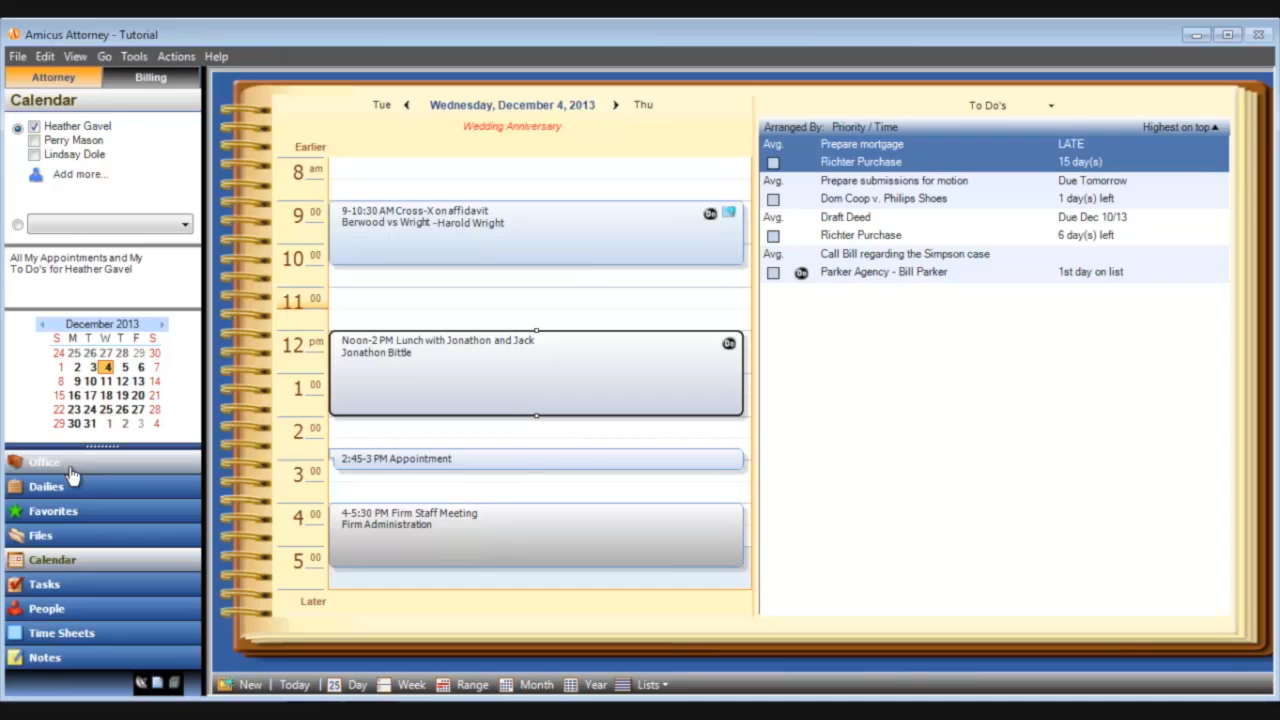 Amicus Attorney - Tutorial
File Edit View Go Tools Actions Help
Attorney Billing
Calendar
Heather Gavel
Perry Mason
Lindsay Dole
Add more...
All My Appointments and My
To Do's for Heather Gavel
December 2013
S M T W T F S
24 25 26 27 28 29 30
1 2 3 4 5 6 7
8 9 10 11 12 13 14
15 16 17 18 19 20 21
22 23 24 25 26 27 28
29 30 31 1 2 3 4
Office
Dailies
Favorites
Files
Calendar
Tasks
People
Time Sheets
Notes
Tue Wednesday, December 4, 2013 Thu
Wedding Anniversary
Earlier
8 am
9 00
9-10:30 AM Cross-X on affidavit
Berwood vs Wright -Harold Wright
Do
10 00
11 00
12 pm
Noon-2 PM Lunch with Jonathon and Jack
Jonathon Bittle
Do
1 00
2 00
2:45-3 PM Appointment
3 00
4 00
4-5:30 PM Firm Staff Meeting
Firm Administration
5 00
Later
To Do's
Arranged By: Priority / Time Highest on top
Avg. Prepare mortgage LATE
Richter Purchase 15 day(s)
Avg. Prepare submissions for motion Due Tomorrow
Dom Coop v. Philips Shoes 1 day(s) left
Avg. Draft Deed Due Dec 10/13
Richter Purchase 6 day(s) left
Avg. Call Bill regarding the Simpson case
Do Parker Agency - Bill Parker 1st day on list
New | Today | 25 Day Week Range Month Year Lists